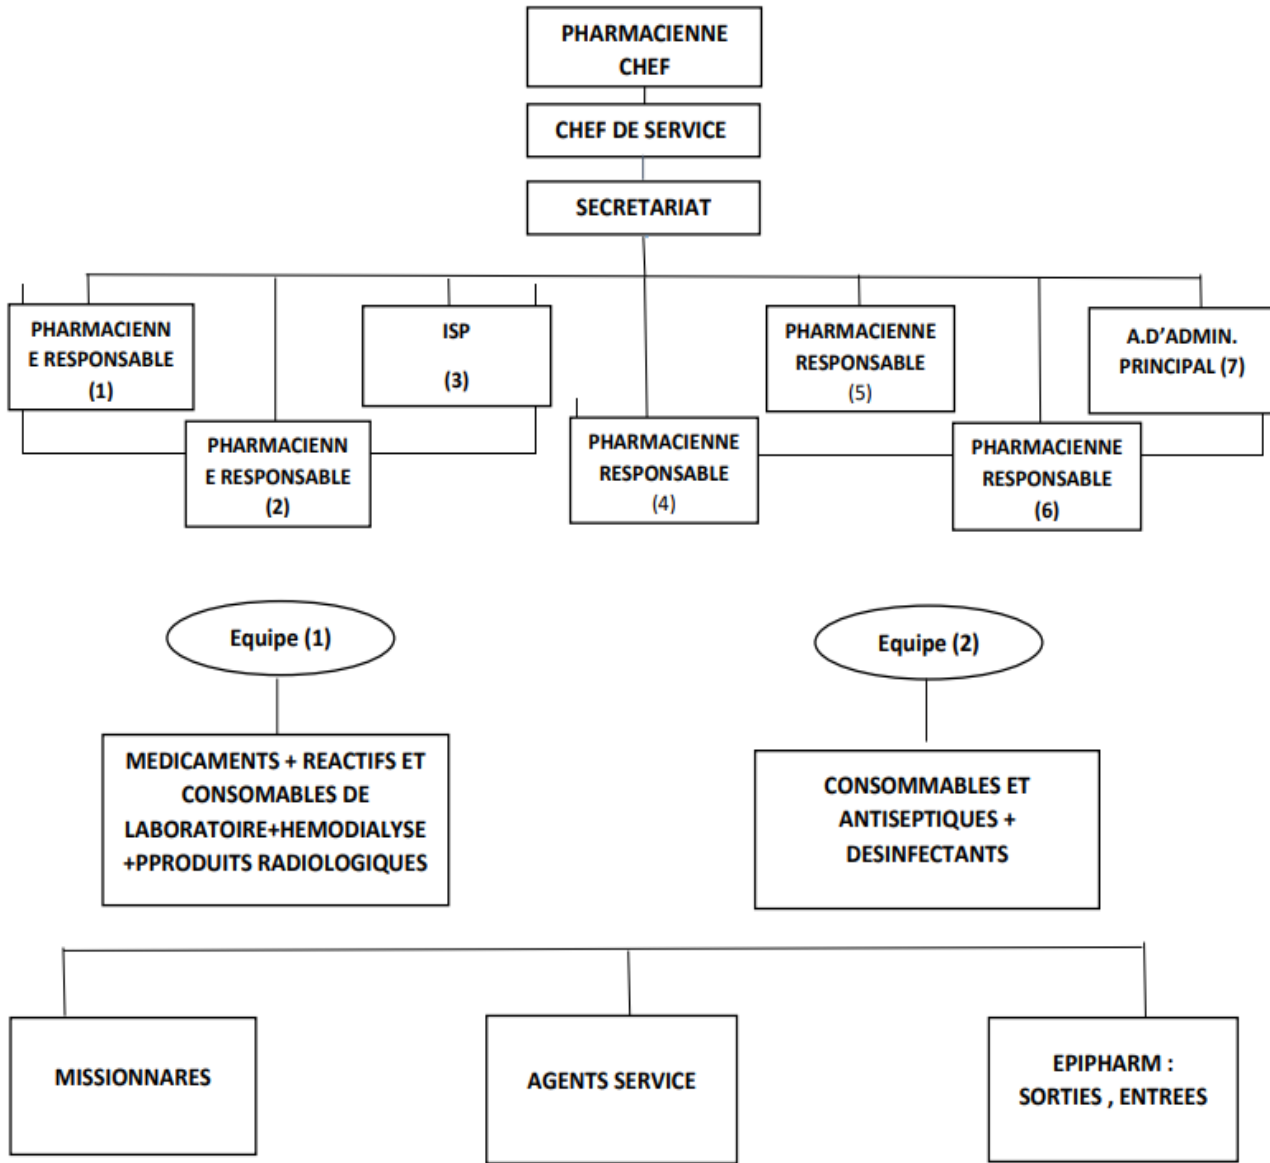 PHARMACIENNE
CHEF
CHEF DE SERVICE
SECRETARIAT
PHARMACIENN
E RESPONSABLE
(1)
ISP
(3)
PHARMACIENNE
RESPONSABLE
(5)
A.D'ADMIN.
PRINCIPAL (7)
PHARMACIENN
E RESPONSABLE
(2)
PHARMACIENNE
RESPONSABLE
(4)
PHARMACIENNE
RESPONSABLE
(6)
Equipe (1)
Equipe (2)
MEDICAMENTS + REACTIFS ET
CONSOMABLES DE
LABORATOIRE+HEMODIALYSE
+PPRODUITS RADIOLOGIQUES
CONSOMMABLES ET
ANTISEPTIQUES +
DESINFECTANTS
MISSIONNARES
AGENTS SERVICE
EPIPHARM :
SORTIES , ENTREES